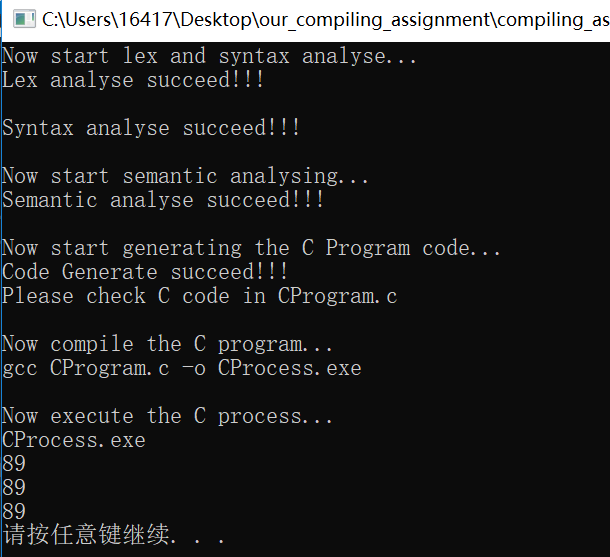 C:\Users\16417\Desktop\our_compiling_assignment\compiling_as
Now start lex and syntax analyse...
Lex analyse succeed!!!
Syntax analyse succeed!!!
Now start semantic analysing...
Semantic analyse succeed!!!
Now start generating the C Program code...
Code Generate succeed!!!
Please check C code in CProgram.c
Now compile the C program...
gcc CProgram.c -o CProcess.exe
Now execute the C process...
CProcess.exe
89
89
89
请按任意键继续. . .